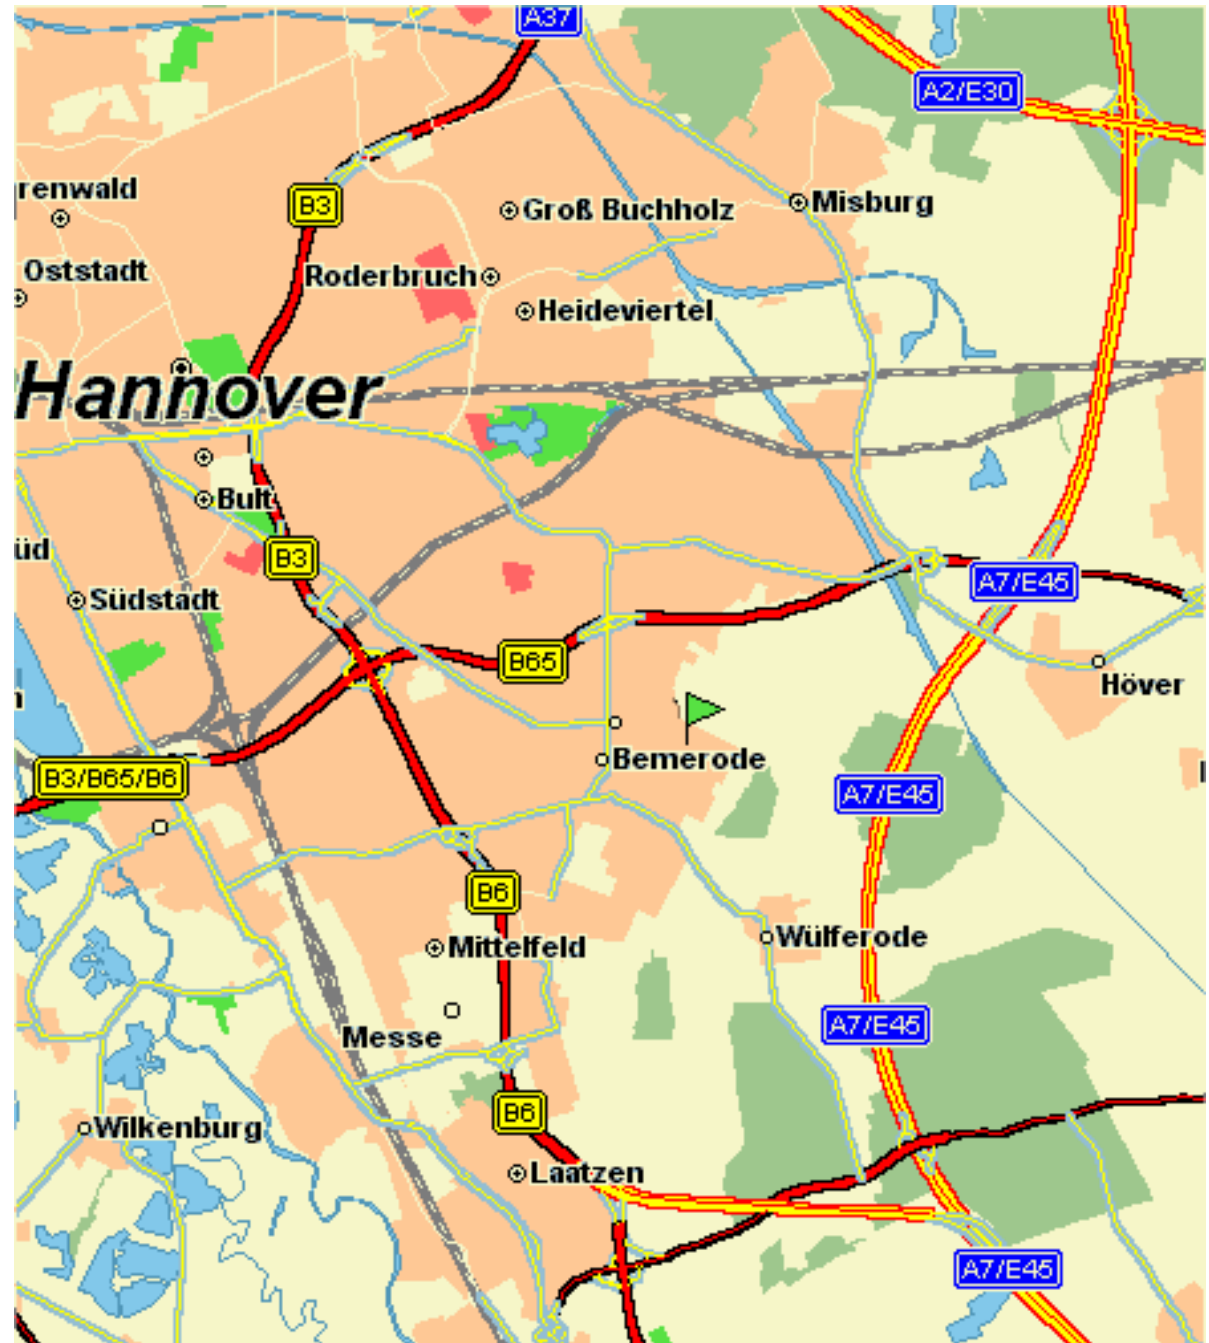 A37
A2/E30
renwald
B3
Groß Buchholz
Misburg
Oststadt
Roderbruch
Heideviertel
Hannover
Bult
üd
B3
A7/E45
Südstadt
B65
Höver
Bemerode
B3/B65/B6
A7/E45
B6
Mittelfeld
Wülferode
A7/E45
Messe
B6
Wilkenburg
Laatzen
A7/E45